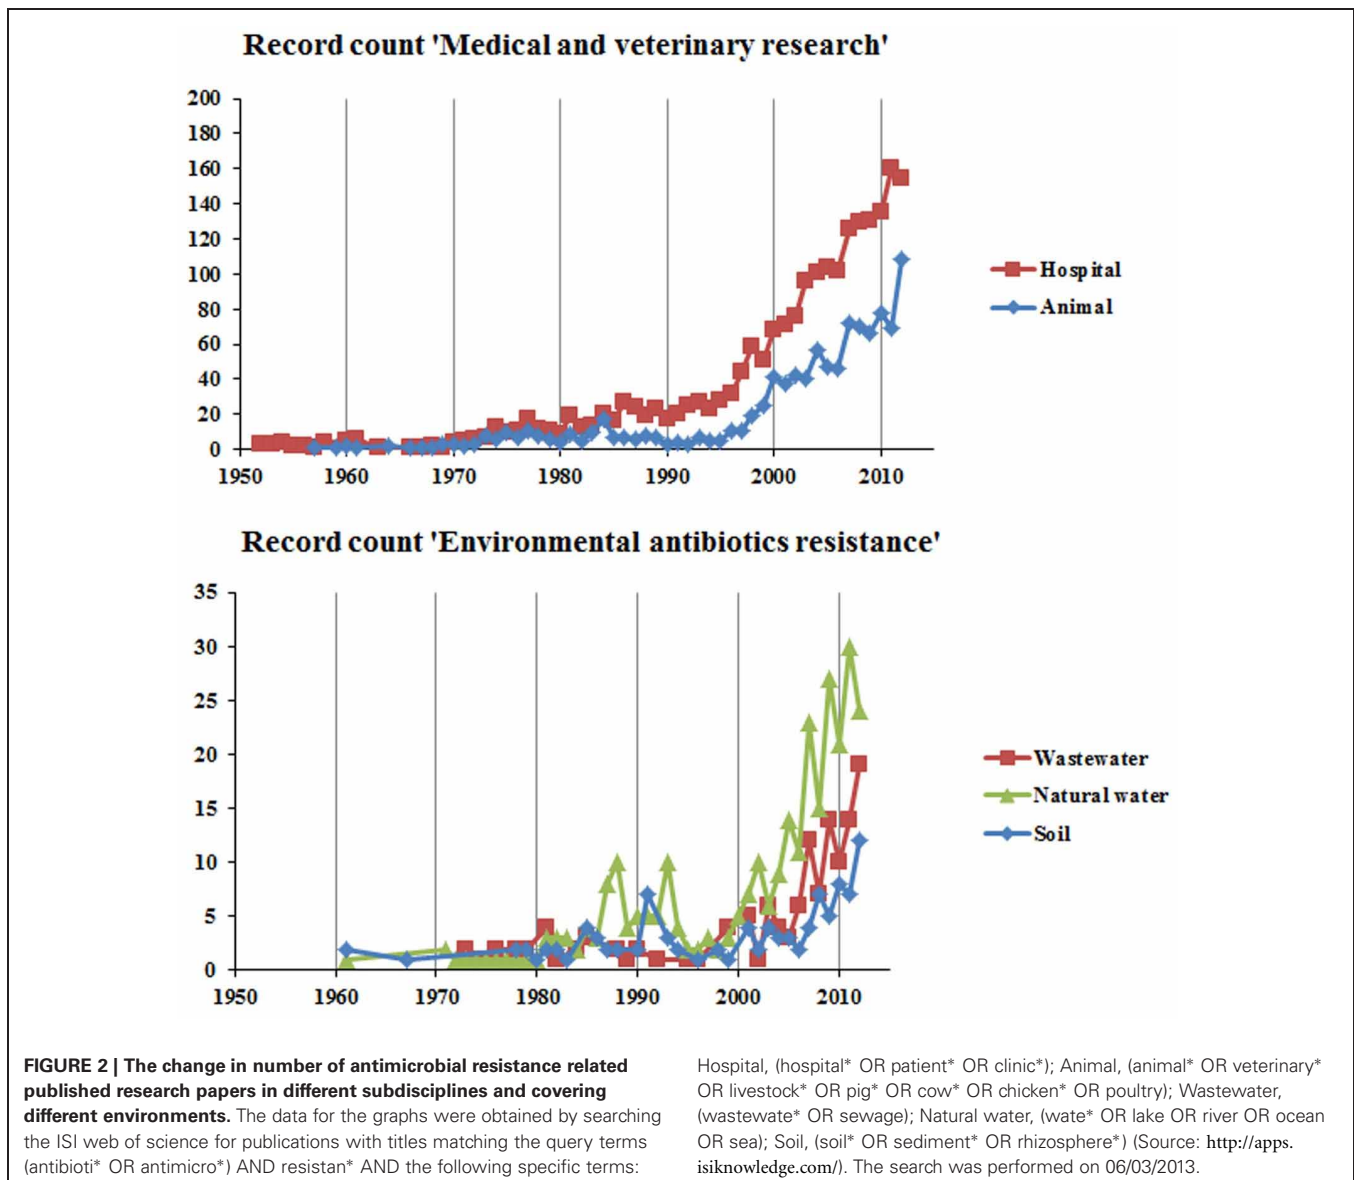 Record count 'Medical and veterinary research'
200
180
160
140
120
100
80
60
40
20
0
1950 1960 1970 1980 1990 2000 2010
Hospital
Animal
Record count 'Environmental antibiotics resistance'
35
30
25
20
15
10
5
0
1950 1960 1970 1980 1990 2000 2010
Wastewater
Natural water
Soil
FIGURE 2 | The change in number of antimicrobial resistance related
published research papers in different subdisciplines and covering
different environments. The data for the graphs were obtained by searching
the ISI web of science for publications with titles matching the query terms
(antibioti* OR antimicro*) AND resistan* AND the following specific terms:
Hospital, (hospital* OR patient* OR clinic*); Animal, (animal* OR veterinary*
OR livestock* OR pig* OR cow* OR chicken* OR poultry); Wastewater,
(wastewate* OR sewage); Natural water, (wate* OR lake OR river OR ocean
OR sea); Soil, (soil* OR sediment* OR rhizosphere*) (Source: http://apps.
isiknowledge.com/). The search was performed on 06/03/2013.